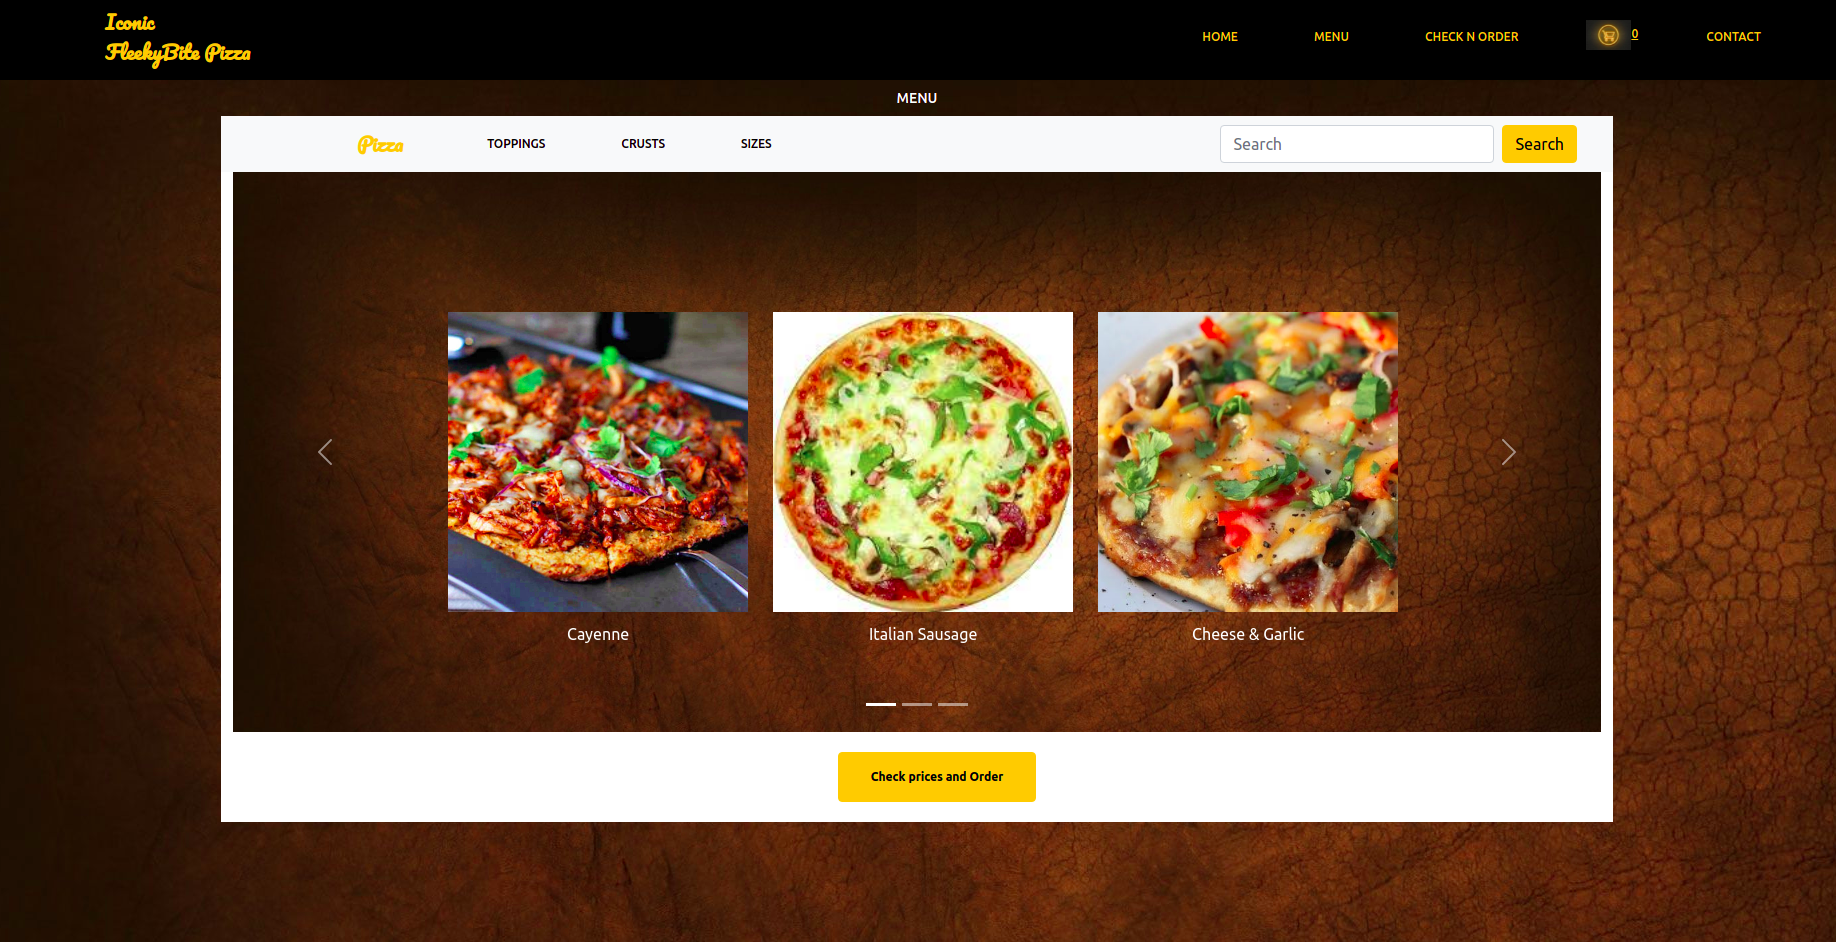 Iconic
FleekyBite Pizza
HOME
MENU
CHECK N ORDER
0
CONTACT
MENU
Pizza
TOPPINGS
CRUSTS
SIZES
Search
Search
Cayenne
Italian Sausage
Cheese & Garlic
Check prices and Order